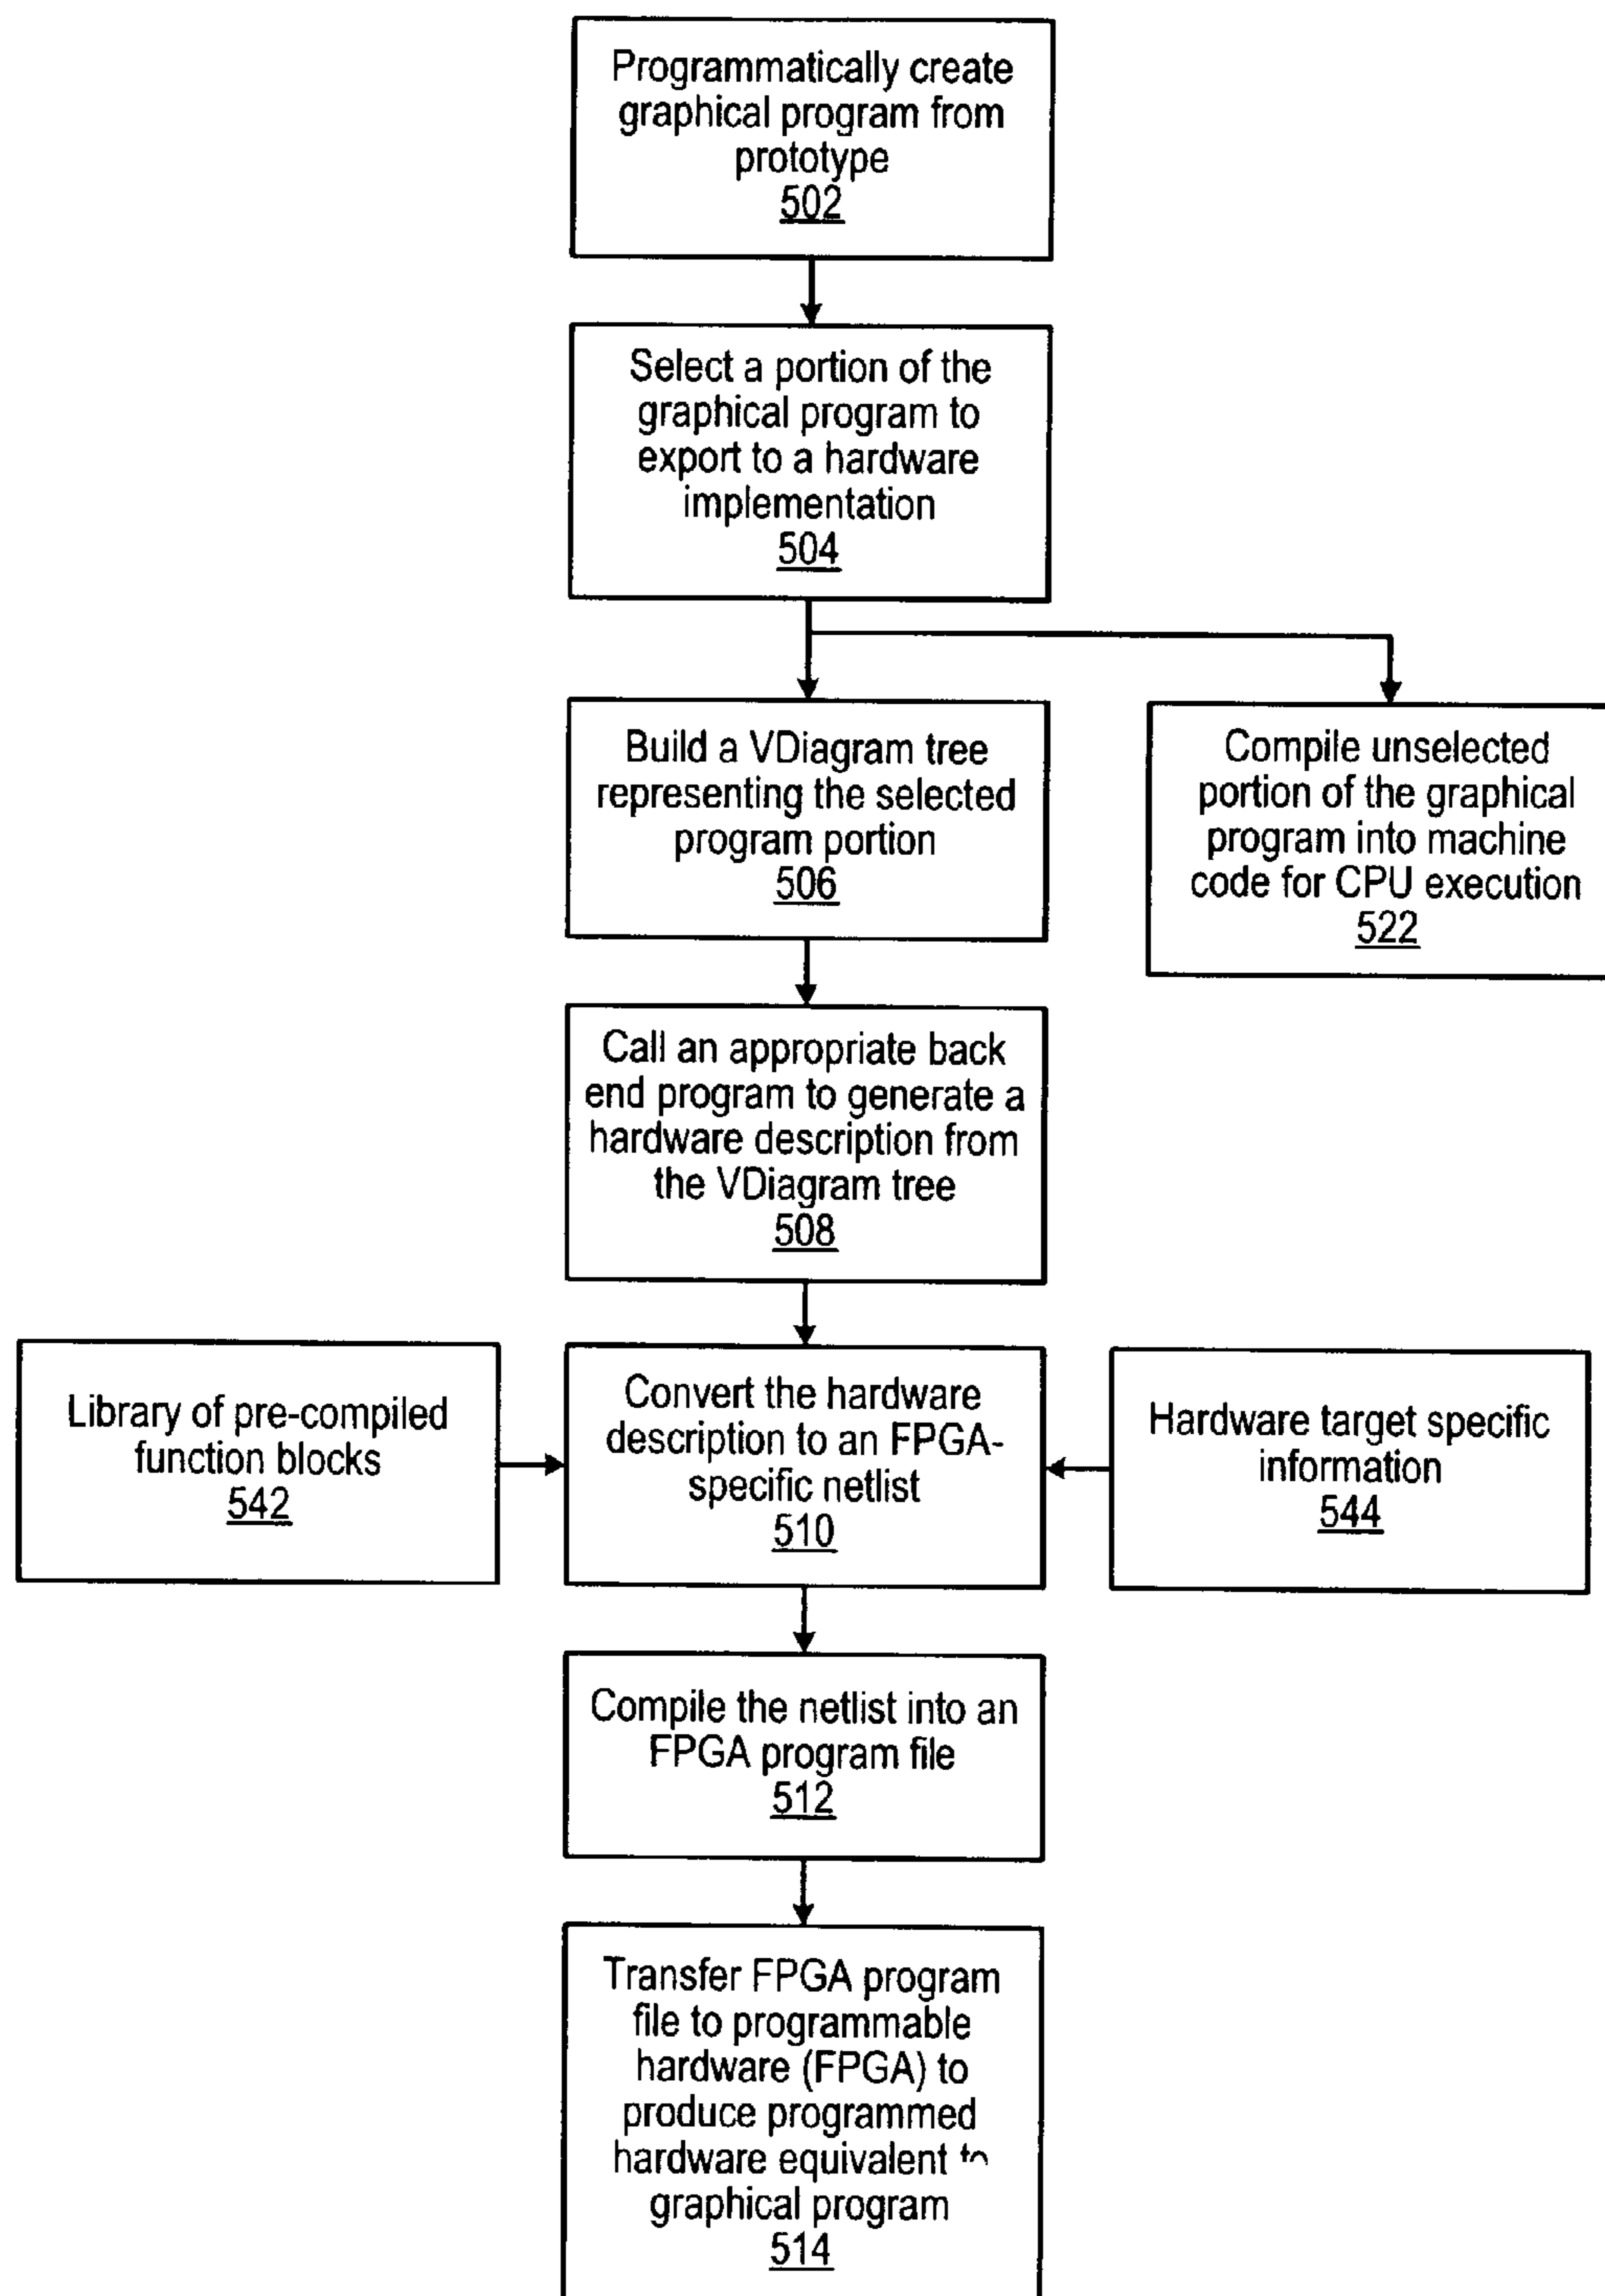 Programmatically create
graphical program from
prototype
502
Select a portion of the
graphical program to
export to a hardware
implementation
504
Build a VDiagram tree
representing the selected
program portion
506
Compile unselected
portion of the graphical
program into machine
code for CPU execution
522
Call an appropriate back
end program to generate a
hardware description from
the VDiagram tree
508
Library of pre-compiled
function blocks
542
Convert the hardware
description to an FPGA-
specific netlist
510
Hardware target specific
information
544
Compile the netlist into an
FPGA program file
512
Transfer FPGA program
file to programmable
hardware (FPGA) to
produce programmed
hardware equivalent to
graphical program
514